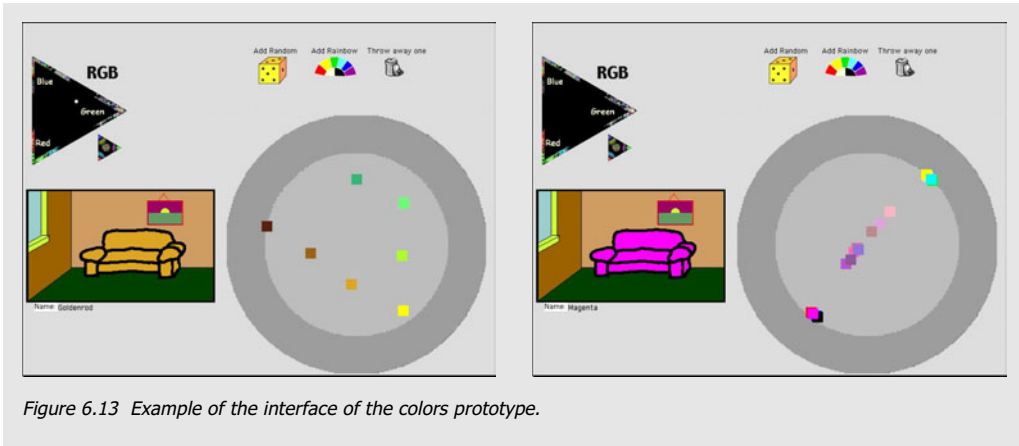 Add Random Add Rainbow Throw away one
RGB
Blue
Green
Red
Name: Goldenrod
Add Random Add Rainbow Throw away one
RGB
Blue
Green
Red
Name: Magenta
Figure 6.13 Example of the interface of the colors prototype.